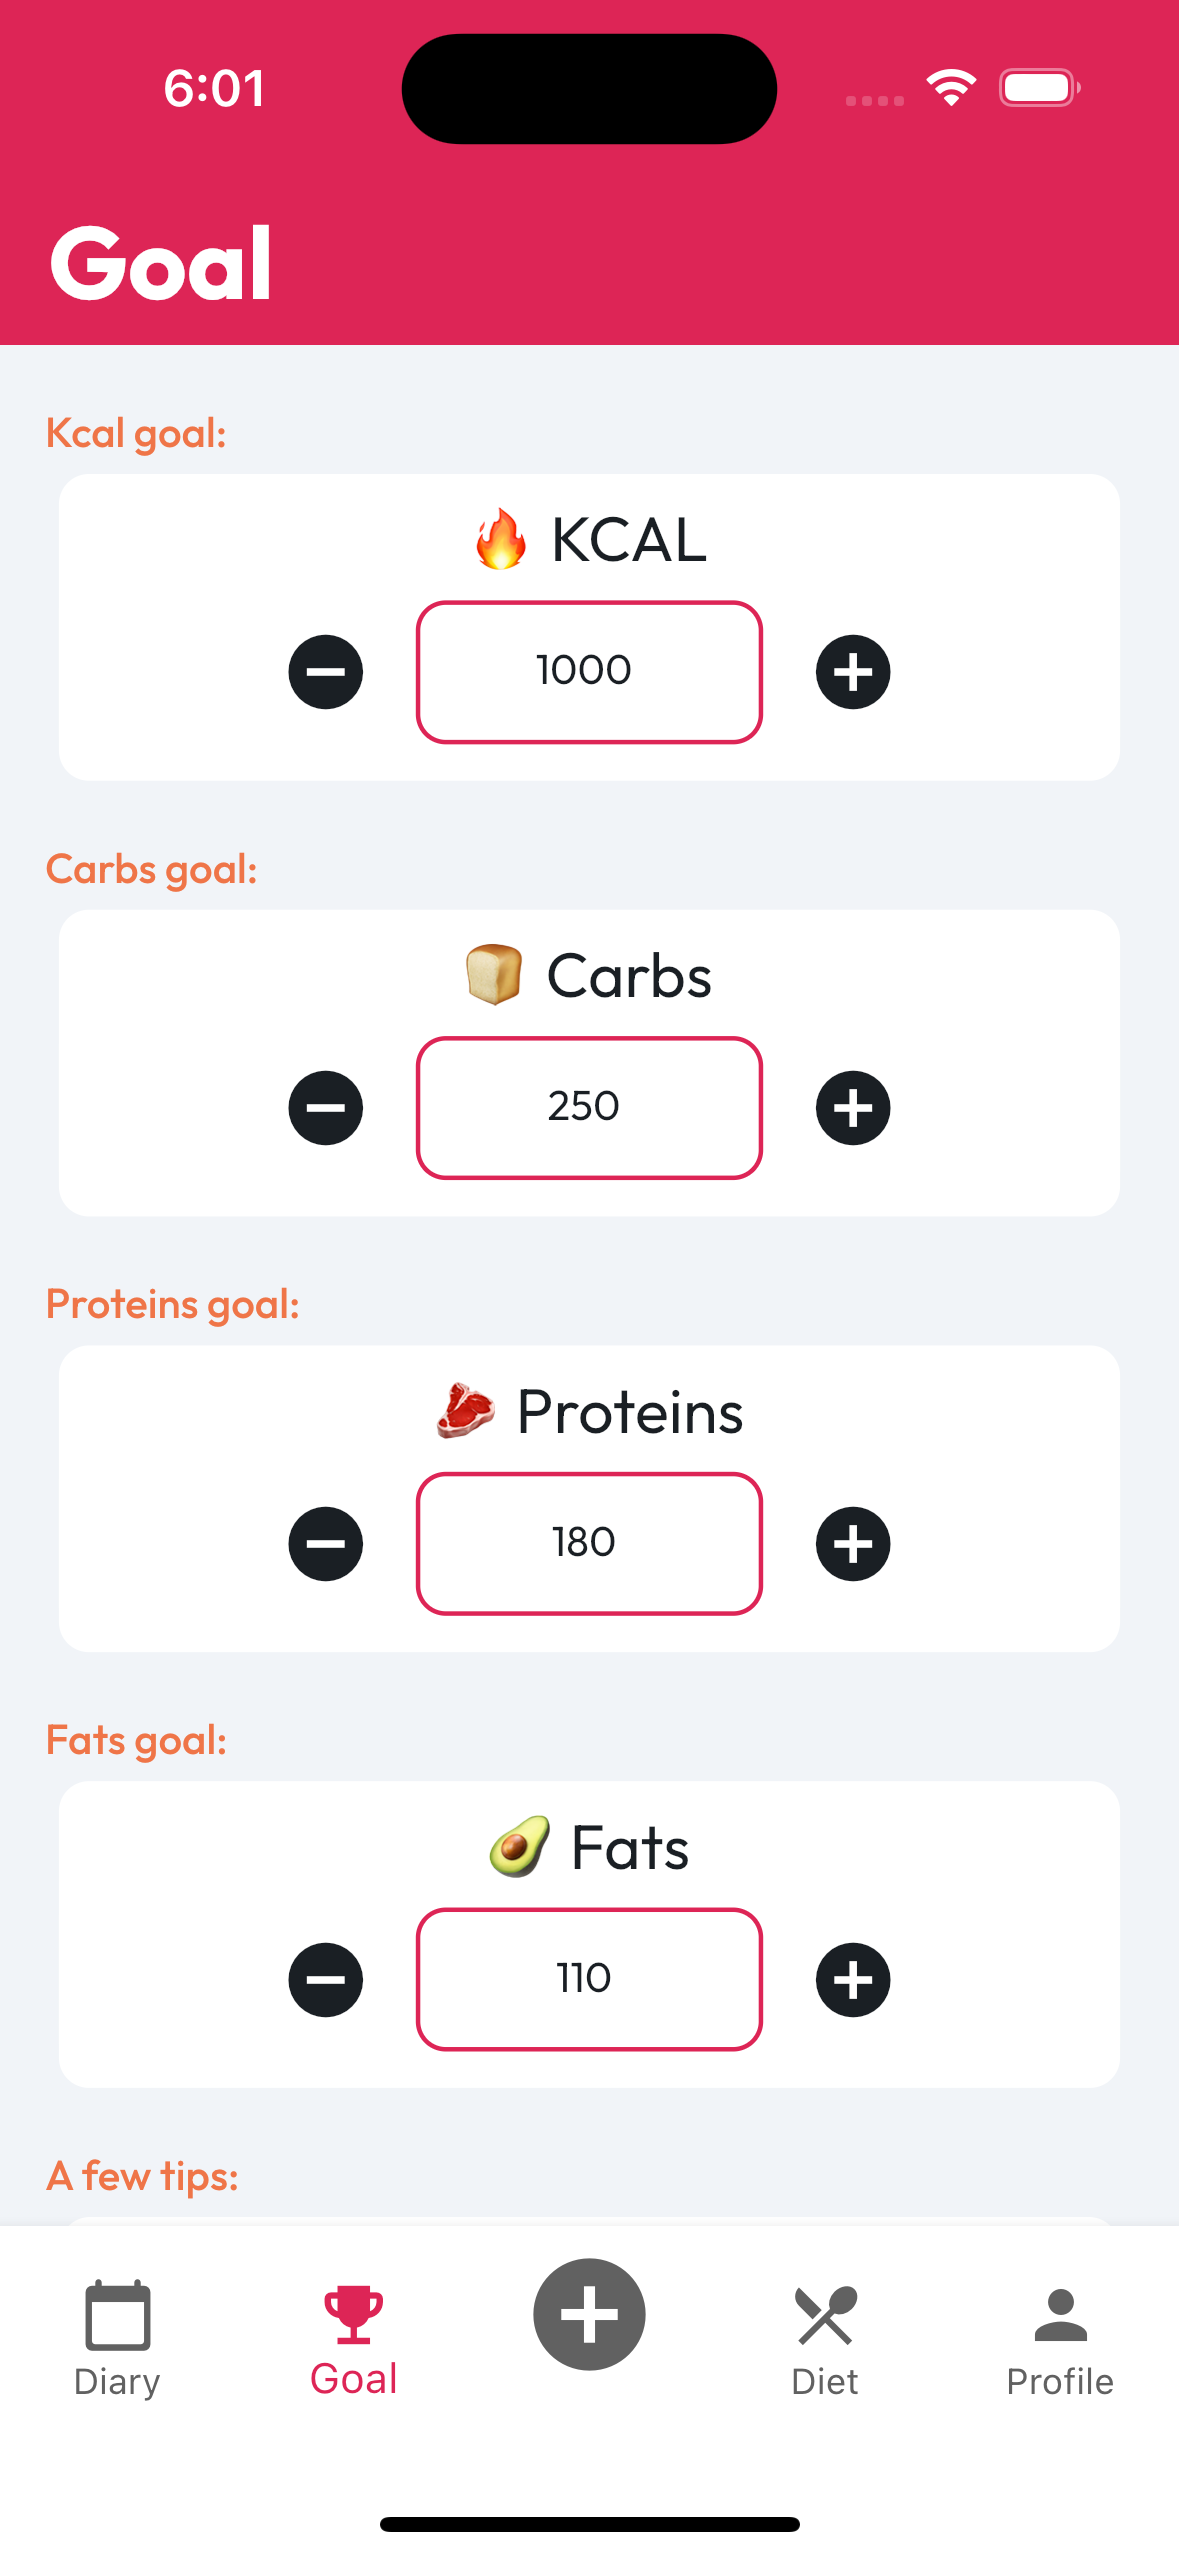 6:01
Goal
Kcal goal:
🔥 KCAL
1000
Carbs goal:
🍞 Carbs
250
Proteins goal:
🥩 Proteins
180
Fats goal:
🥑 Fats
110
A few tips:
Diary
Goal
Diet
Profile